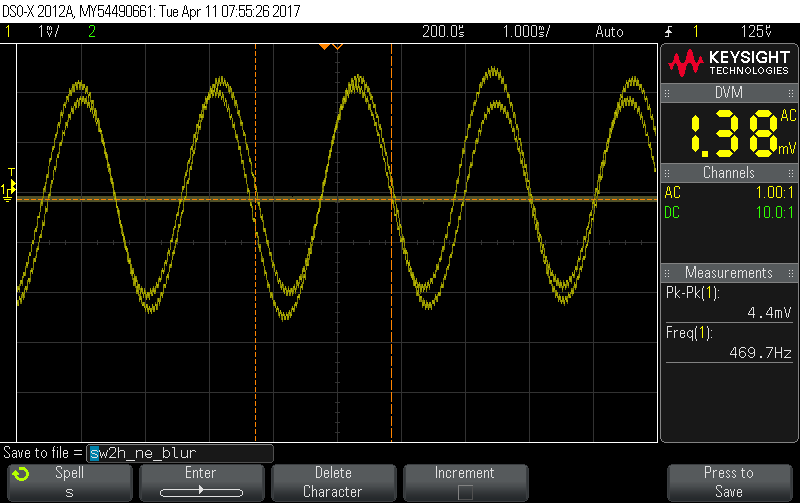 DSO-X 2012A, MY54490661: Tue Apr 11 07:55:26 2017
1 1▿/ 2 200.0▿s 1.000▿s/ Auto 1 125▿V
KEYSIGHT
TECHNOLOGIES
DVM
1.38 AC mV
Channels
AC 1.00:1
DC 10.0:1
Measurements
Pk-Pk(1):
4.4mV
Freq(1):
469.7Hz
T
1
Save to file = sw2h_ne_blur
Spell
s
Enter
Delete
Character
Increment
Press to
Save